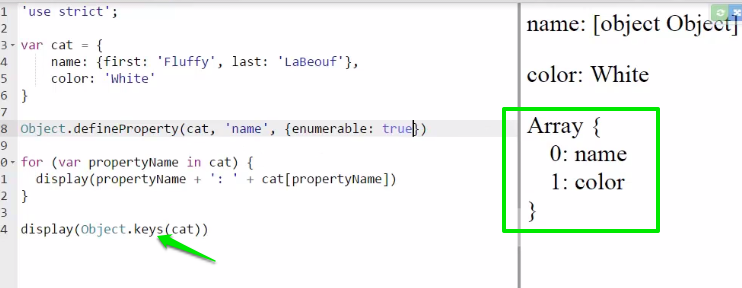 1 'use strict';
2
3 var cat = {
4 name: {first: 'Fluffy', last: 'LaBeouf'},
5 color: 'White'
6 }
7
8 Object.defineProperty(cat, 'name', {enumerable: true})
9
0 for (var propertyName in cat) {
1 display(propertyName + ': ' + cat[propertyName])
2 }
3
4 display(Object.keys(cat))
name: [object Object]
color: White
Array {
0: name
1: color
}